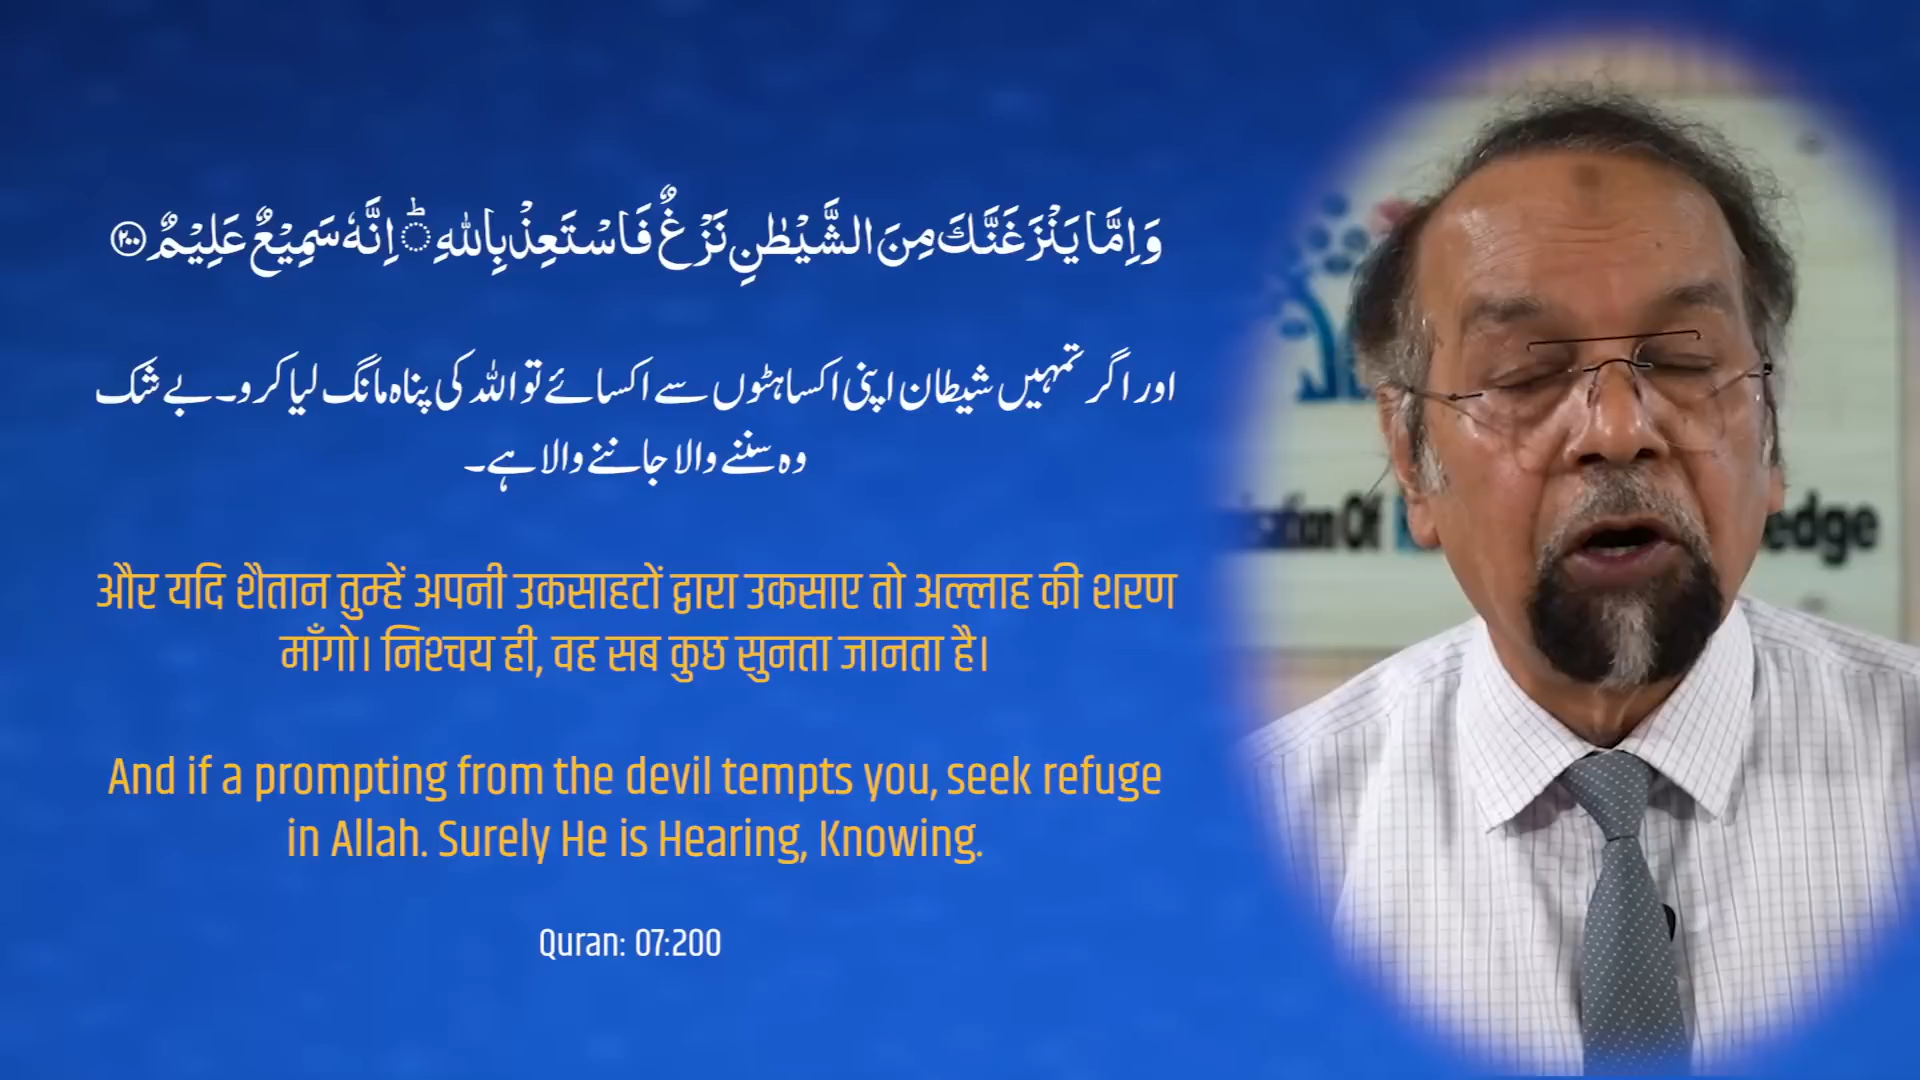 وَاِمَّا يَنْزَغَنَّكَ مِنَ الشَّيْطٰنِ نَزْغٌ فَاسْتَعِذْ بِاللهِ ؕ اِنَّهٗ سَمِيْعٌ عَلِيْمٌ ۲۰۰
اور اگر تمہیں شیطان اپنی اکساہٹوں سے اکسائے تو اللہ کی پناہ مانگ لیا کرو۔ بے شک
وہ سننے والا جاننے والا ہے۔
और यदि शैतान तुम्हें अपनी उकसाहटों द्वारा उकसाए तो अल्लाह की शरण
माँगो। निश्चय ही, वह सब कुछ सुनता जानता है।
And if a prompting from the devil tempts you, seek refuge
in Allah. Surely He is Hearing, Knowing.
Quran: 07:200
Of